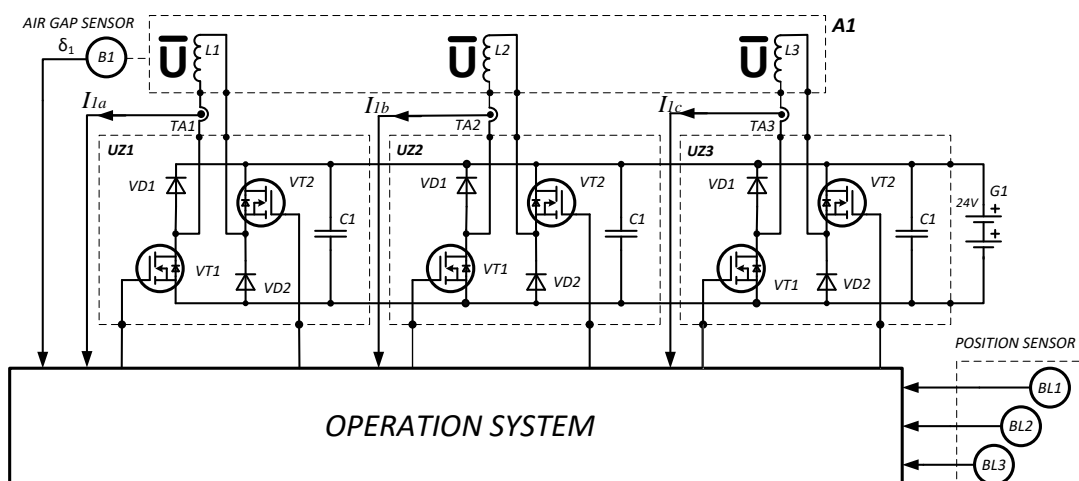 AIR GAP SENSOR
δ1
B1
A1
L1
L2
L3
I1a
I1b
I1c
TA1
TA2
TA3
UZ1
UZ2
UZ3
VD1
VT2
C1
VT1
VD2
VD1
VT2
C1
VT1
VD2
VD1
VT2
C1
VT1
VD2
G1
24V
+
+
POSITION SENSOR
BL1
BL2
BL3
OPERATION SYSTEM